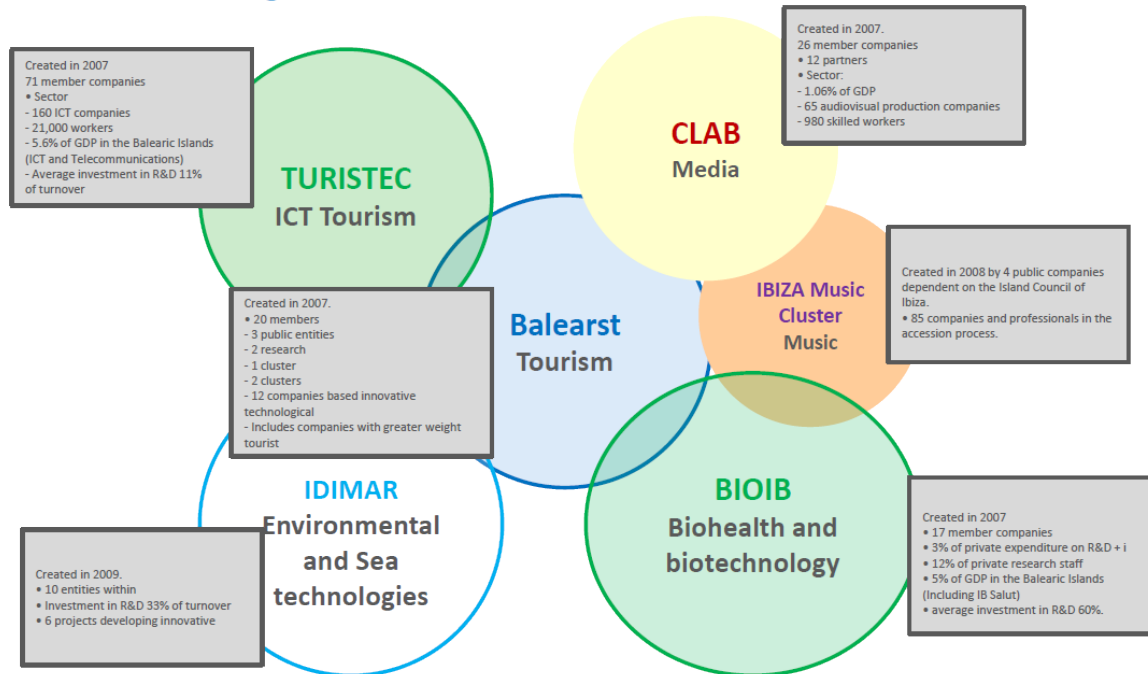 Created in 2007
71 member companies
• Sector
- 160 ICT companies
- 21,000 workers
- 5.6% of GDP in the Balearic Islands
(ICT and Telecommunications)
- Average investment in R&D 11%
of turnover
TURISTEC
ICT Tourism
CLAB
Media
Created in 2007.
26 member companies
• 12 partners
• Sector:
- 1.06% of GDP
- 65 audiovisual production companies
- 980 skilled workers
Created in 2007.
• 20 members
- 3 public entities
- 2 research
- 1 cluster
- 2 clusters
- 12 companies based innovative
technological
- Includes companies with greater weight
tourist
Balearst
Tourism
IBIZA Music
Cluster
Music
Created in 2008 by 4 public companies
dependent on the Island Council of
Ibiza.
• 85 companies and professionals in the
accession process.
IDIMAR
Environmental
and Sea
technologies
Created in 2009.
• 10 entities within
• Investment in R&D 33% of turnover
• 6 projects developing innovative
BIOIB
Biohealth and
biotechnology
Created in 2007
• 17 member companies
• 3% of private expenditure on R&D + i
• 12% of private research staff
• 5% of GDP in the Balearic Islands
(Including IB Salut)
• average investment in R&D 60%.